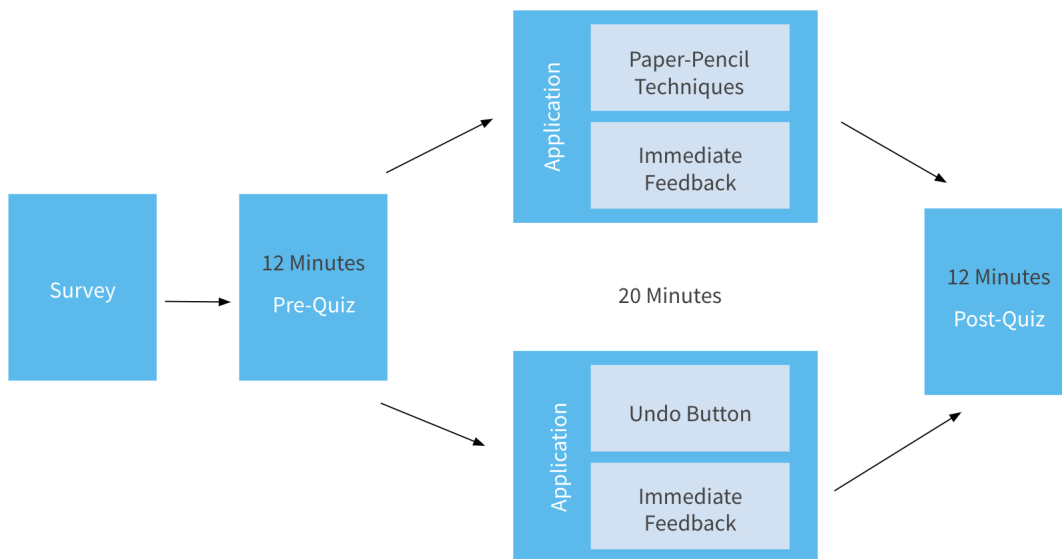 Survey
12 Minutes
Pre-Quiz
Application
Paper-Pencil
Techniques
Immediate
Feedback
20 Minutes
Application
Undo Button
Immediate
Feedback
12 Minutes
Post-Quiz